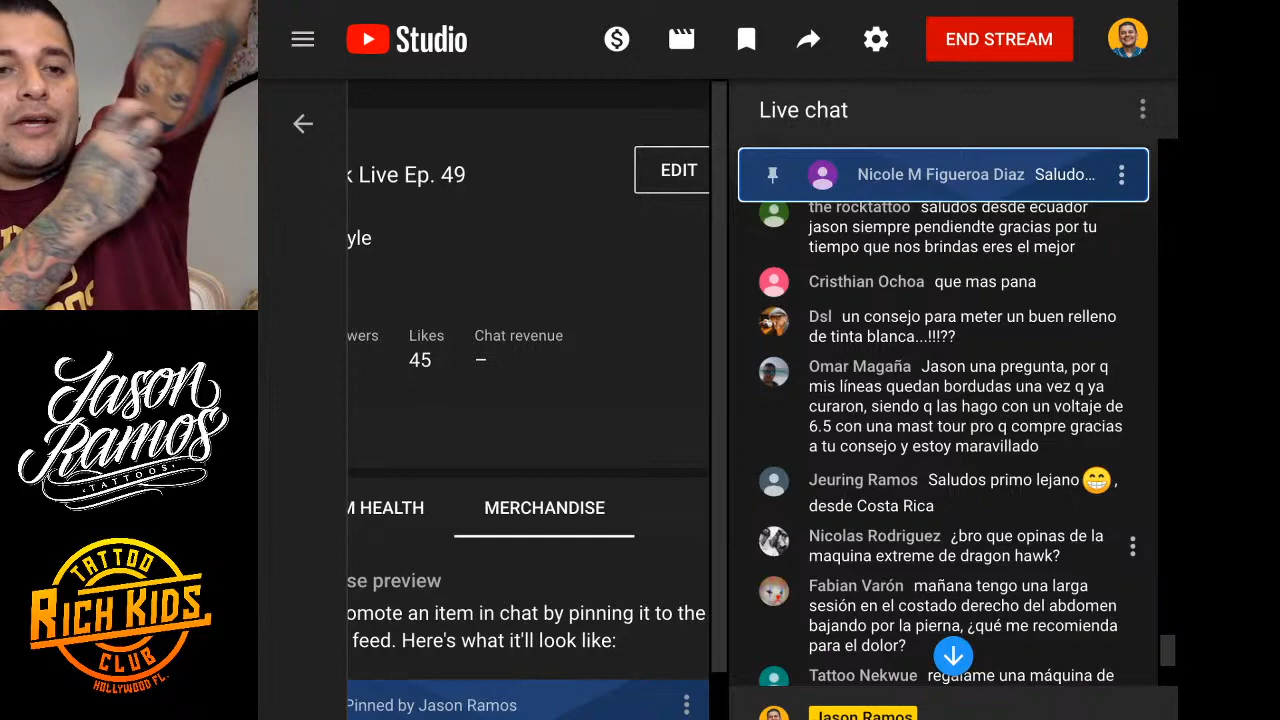 Studio
END STREAM
Live chat
k Live Ep. 49
EDIT
yle
wers
Likes
Chat revenue
45
–
M HEALTH
MERCHANDISE
se preview
omote an item in chat by pinning it to the
feed. Here's what it'll look like:
Pinned by Jason Ramos
Nicole M Figueroa Diaz Saludo...
the rocktattoo saludos desde ecuador
jason siempre pendiendte gracias por tu
tiempo que nos brindas eres el mejor
Cristhian Ochoa que mas pana
Dsl un consejo para meter un buen relleno
de tinta blanca...!!!??
Omar Magaña Jason una pregunta, por q
mis líneas quedan bordudas una vez q ya
curaron, siendo q las hago con un voltaje de
6.5 con una mast tour pro q compre gracias
a tu consejo y estoy maravillado
Jeuring Ramos Saludos primo lejano😁,
desde Costa Rica
Nicolas Rodriguez ¿bro que opinas de la
maquina extreme de dragon hawk?
Fabian Varón mañana tengo una larga
sesión en el costado derecho del abdomen
bajando por la pierna, ¿qué me recomienda
para el dolor?
Tattoo Nekwue regalame una máquina de
Jason Ramos
Jason
Ramos
TATTOOS
TATTOO
RICH KIDS
CLUB
HOLLYWOOD FL.